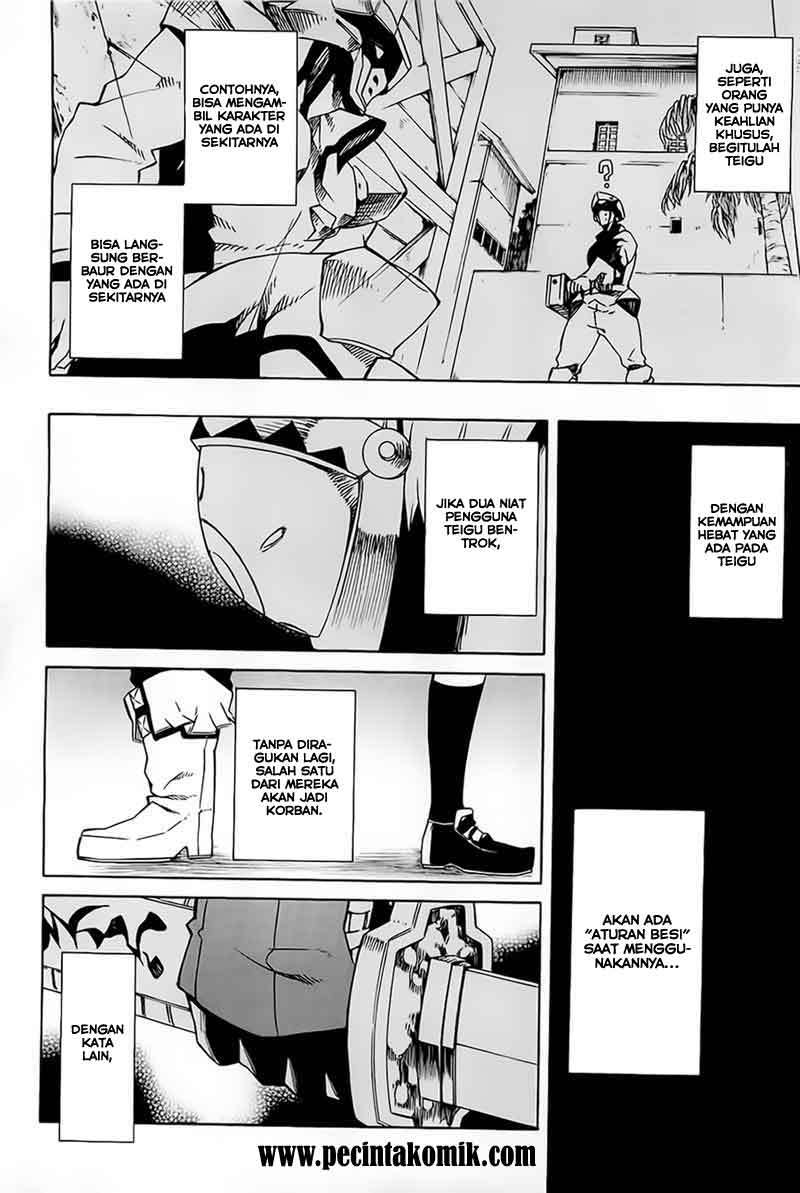 JUGA,
SEPERTI
ORANG
YANG PUNYA
KEAHLIAN
KHUSUS,
BEGITULAH
TEIGU
?
CONTOHNYA,
BISA MENGAM-
BIL KARAKTER
YANG ADA DI
SEKITARNYA
BISA LANG-
SUNG BER-
BAUR DENGAN
YANG ADA DI
SEKITARNYA
DENGAN
KEMAMPUAN
HEBAT YANG
ADA PADA
TEIGU
AKAN ADA
"ATURAN BESI"
SAAT MENGGU-
NAKANNYA...
JIKA DUA NIAT
PENGGUNA
TEIGU BEN-
TROK,
TANPA DIRA-
GUKAN LAGI,
SALAH SATU
DARI MEREKA
AKAN JADI
KORBAN.
DENGAN
KATA
LAIN,
www.pecintakomik.com